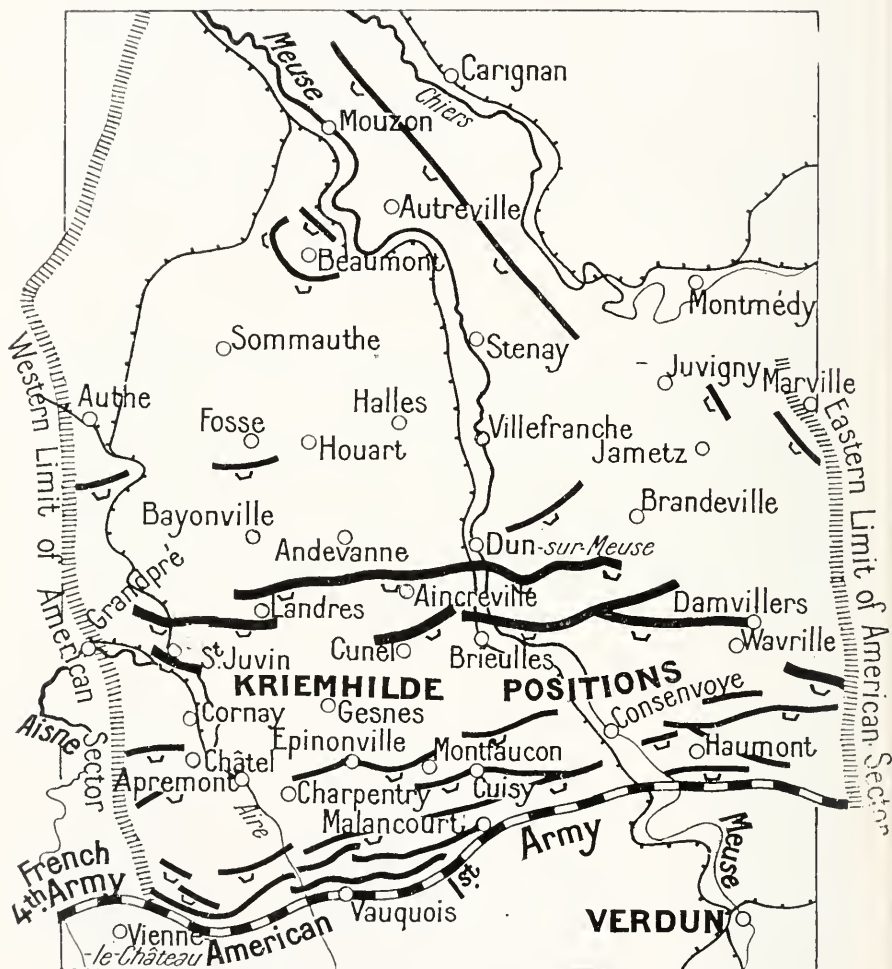 Meuse
Carignan
Chiers
Mouzon
Autreville
Beaumont
Montmédy
Sommauthe
Stenay
Juvigny
Marville
Western Limit of American Sector
Authe
Halles
Fosse
Houart
Villefranche
Jametz
Eastern Limit of American Sector
Brandeville
Bayonville
Andevanne
Dun-sur-Meuse
Grandpré
Landres
Aincreville
Damvillers
St. Juvin
Cunel
Brieulles
Wavrille
KRIEMHILDE POSITIONS
Cornay
Gesnes
Consenvoye
Aisne
Epinonville
Châtel
Montfaucon
Haumont
Apremont
Charpentry
Cuisy
Aire
Malancourt
Meuse
French
4th. Army
American 1st. Army
Vauquois
VERDUN
Vienne
-le-Château